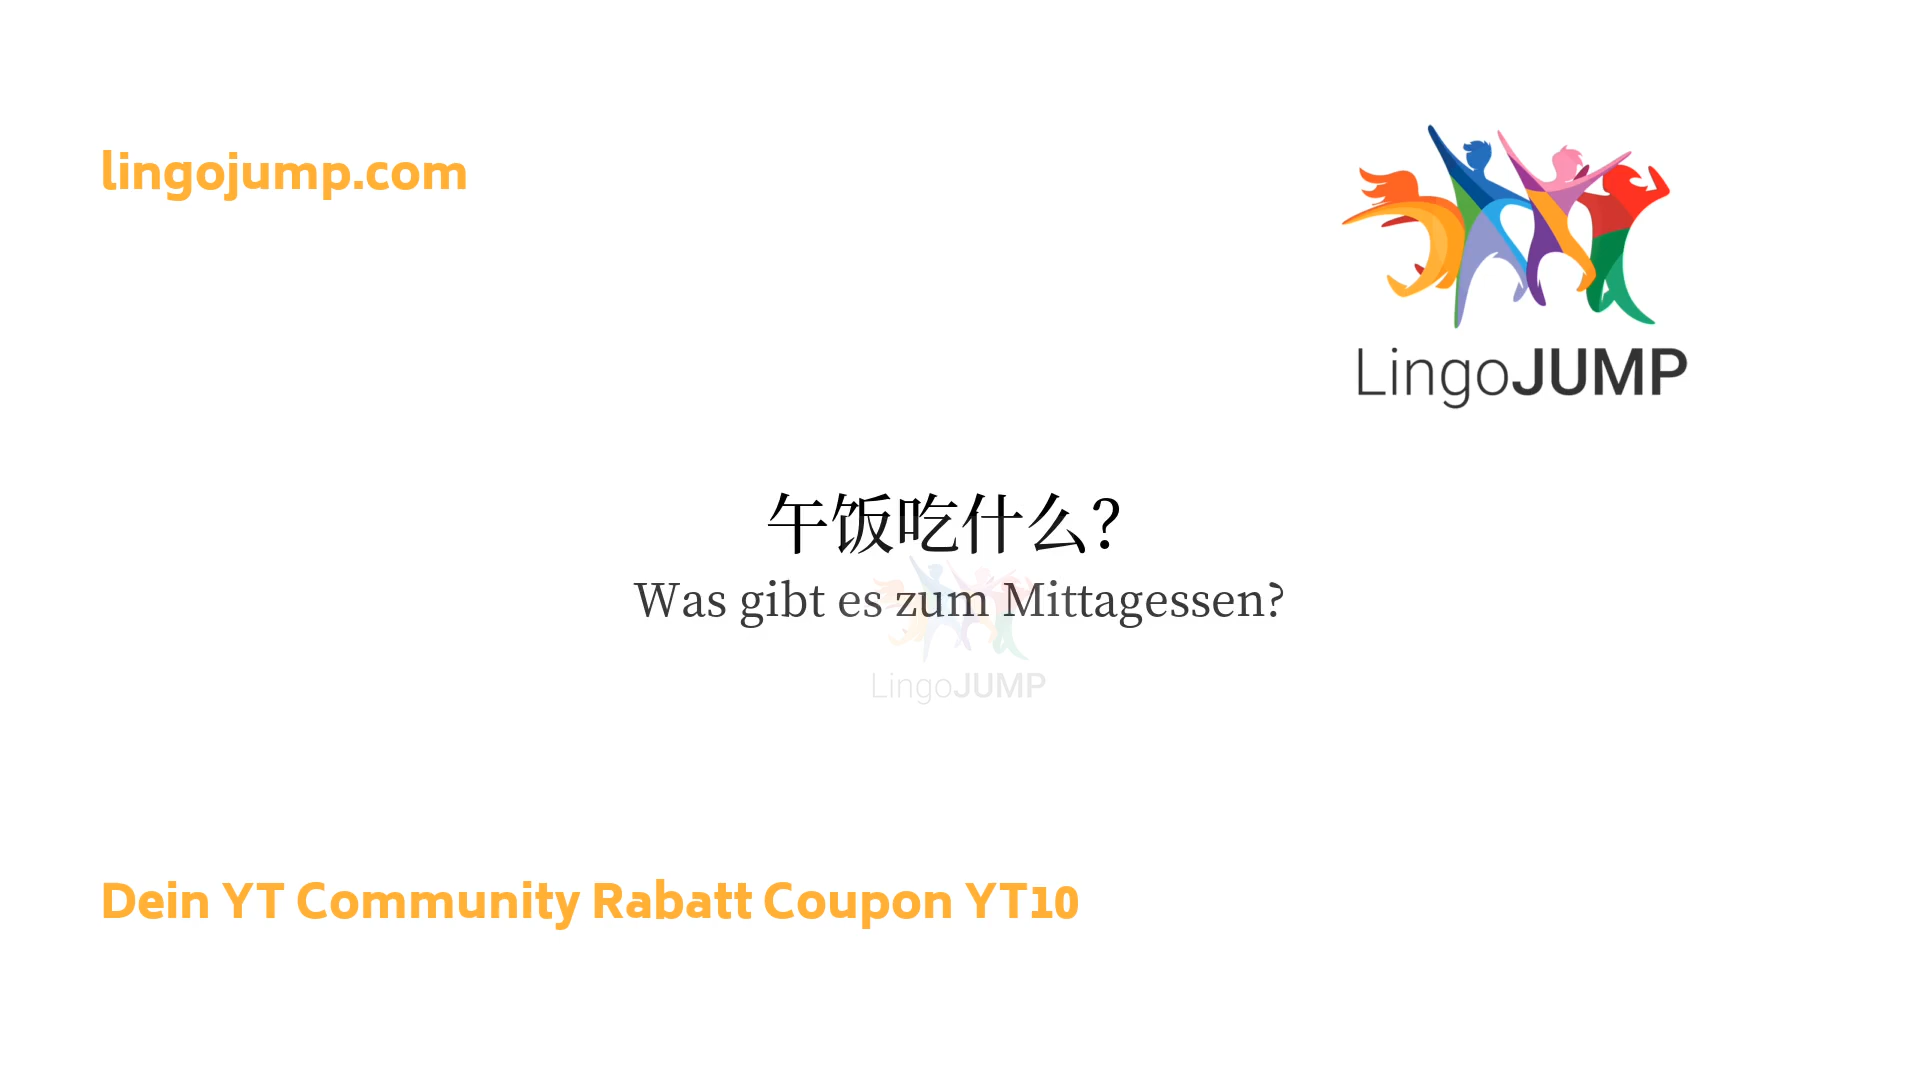 lingojump.com
LingoJUMP
午饭吃什么？
Was gibt es zum Mittagessen?
LingoJUMP
Dein YT Community Rabatt Coupon YT10